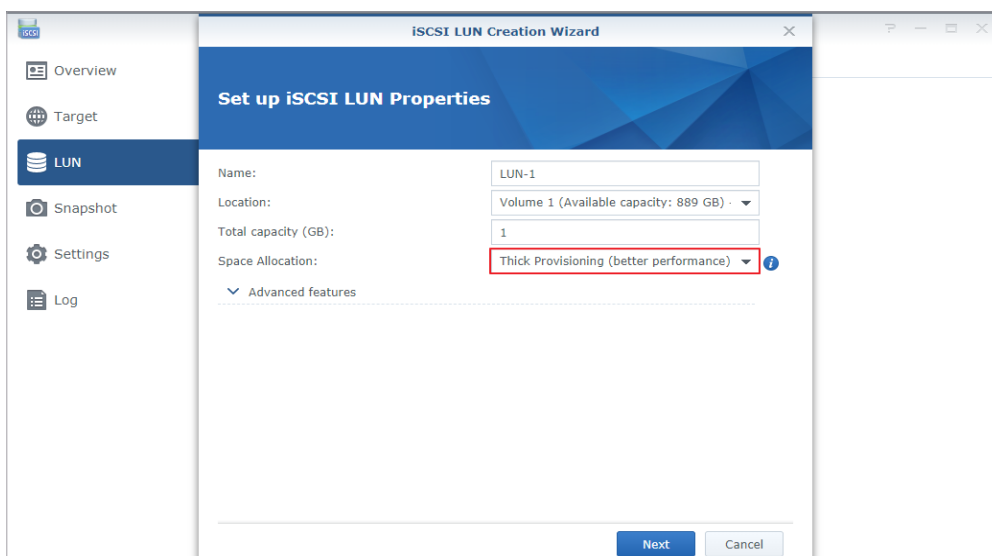 iSCSI
iSCSI LUN Creation Wizard
Overview
Target
LUN
Snapshot
Settings
Log
Set up iSCSI LUN Properties
Name: LUN-1
Location: Volume 1 (Available capacity: 889 GB) -
Total capacity (GB): 1
Space Allocation: Thick Provisioning (better performance)
Advanced features
Next Cancel